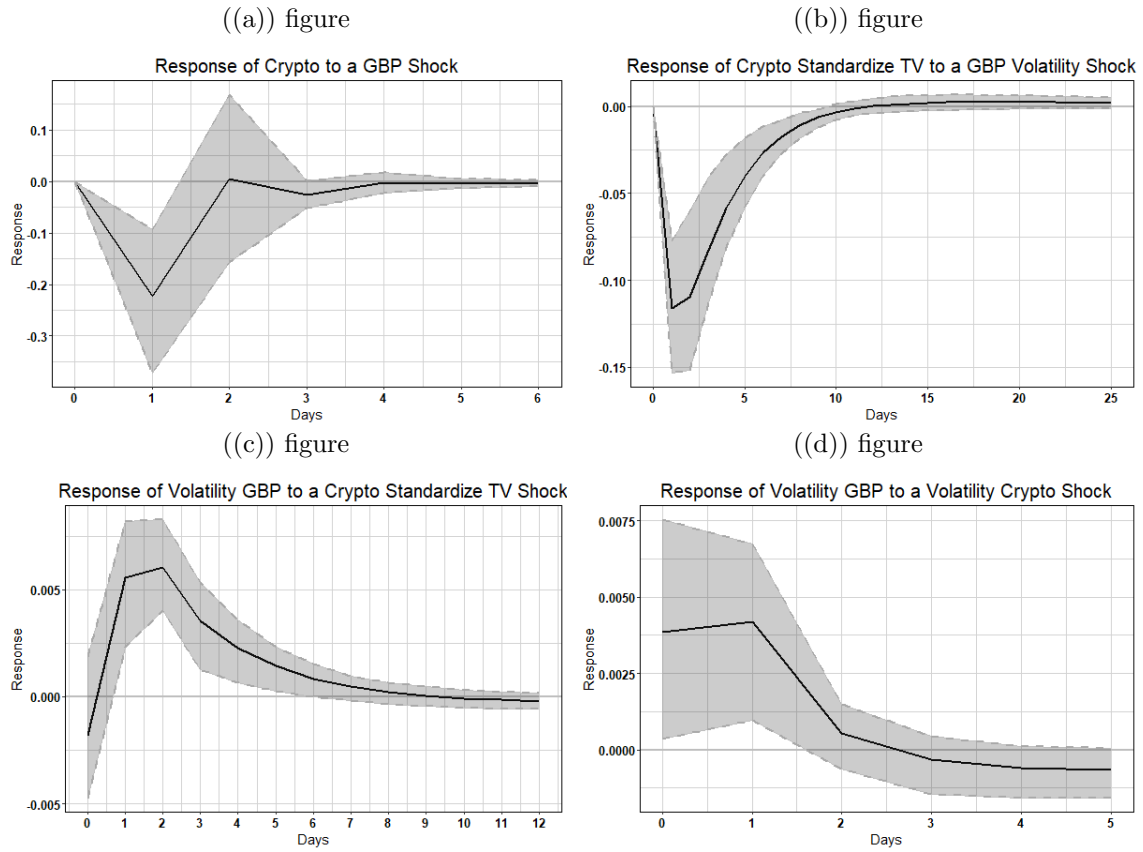 ((a)) figure
Response of Crypto to a GBP Shock
Response
0.1
0.0
-0.1
-0.2
-0.3
0 1 2 3 4 5 6
Days
((b)) figure
Response of Crypto Standardize TV to a GBP Volatility Shock
Response
0.00
-0.05
-0.10
-0.15
0 5 10 15 20 25
Days
((c)) figure
Response of Volatility GBP to a Crypto Standardize TV Shock
Response
0.005
0.000
-0.005
0 1 2 3 4 5 6 7 8 9 10 11 12
Days
((d)) figure
Response of Volatility GBP to a Volatility Crypto Shock
Response
0.0075
0.0050
0.0025
0.0000
0 1 2 3 4 5
Days